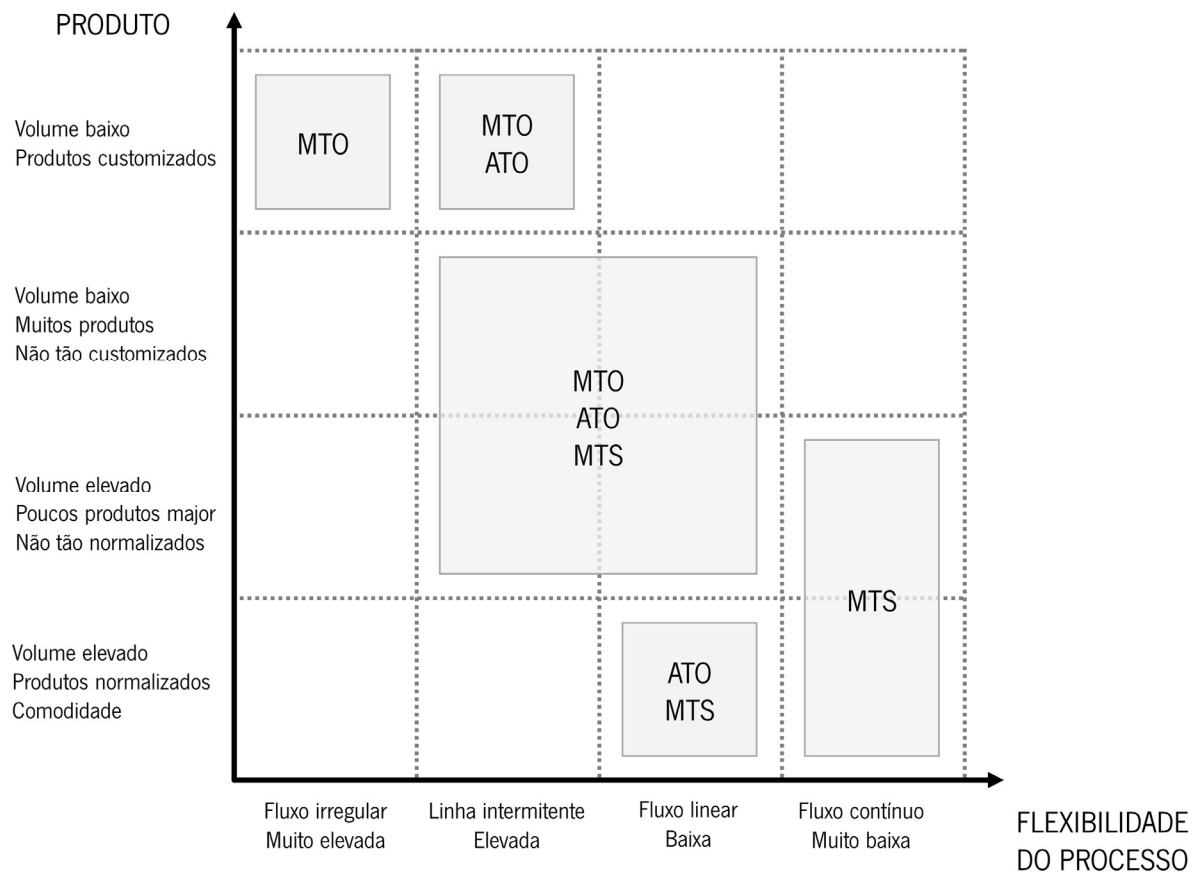 PRODUTO
Volume baixo
Produtos customizados
MTO
MTO
ATO
Volume baixo
Muitos produtos
Não tão customizados
MTO
ATO
MTS
Volume elevado
Poucos produtos major
Não tão normalizados
MTS
Volume elevado
Produtos normalizados
Comodidade
ATO
MTS
Fluxo irregular
Muito elevada
Linha intermitente
Elevada
Fluxo linear
Baixa
Fluxo contínuo
Muito baixa
FLEXIBILIDADE
DO PROCESSO